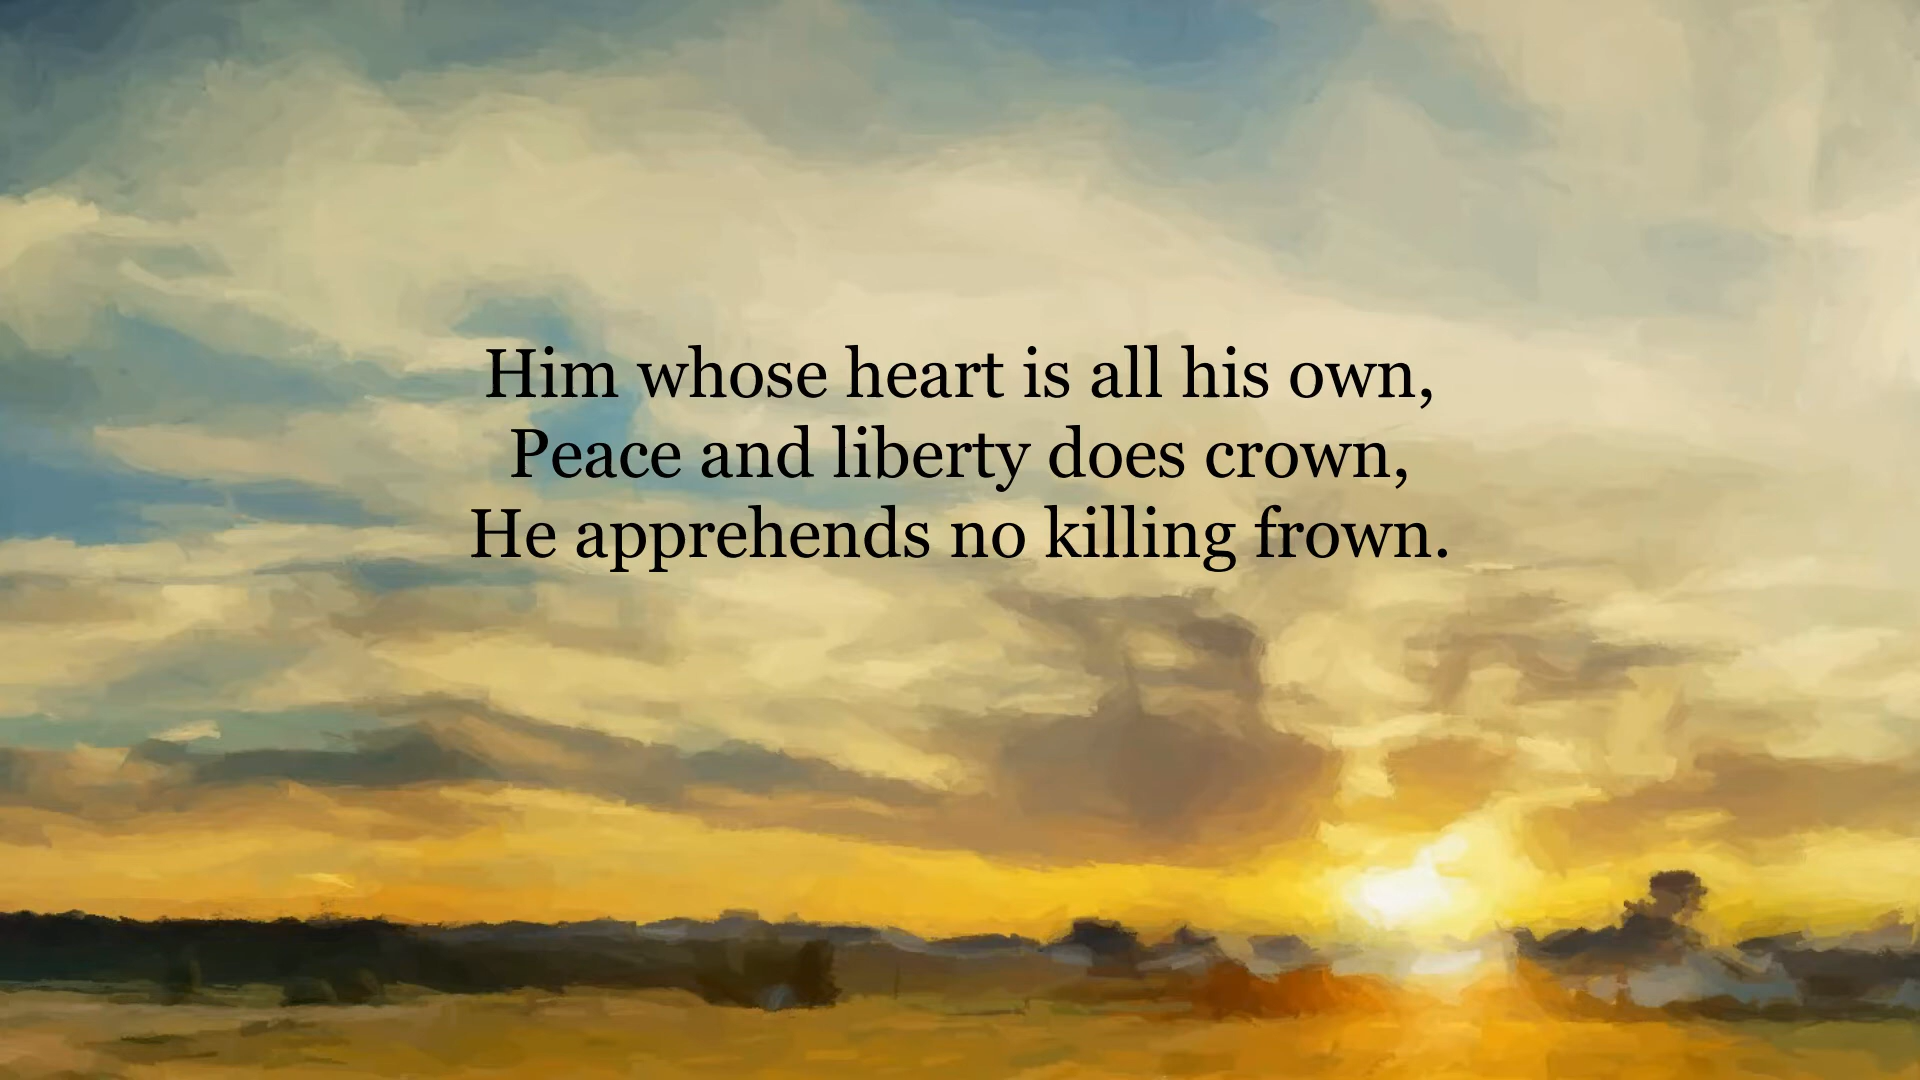 Him whose heart is all his own,
Peace and liberty does crown,
He apprehends no killing frown.